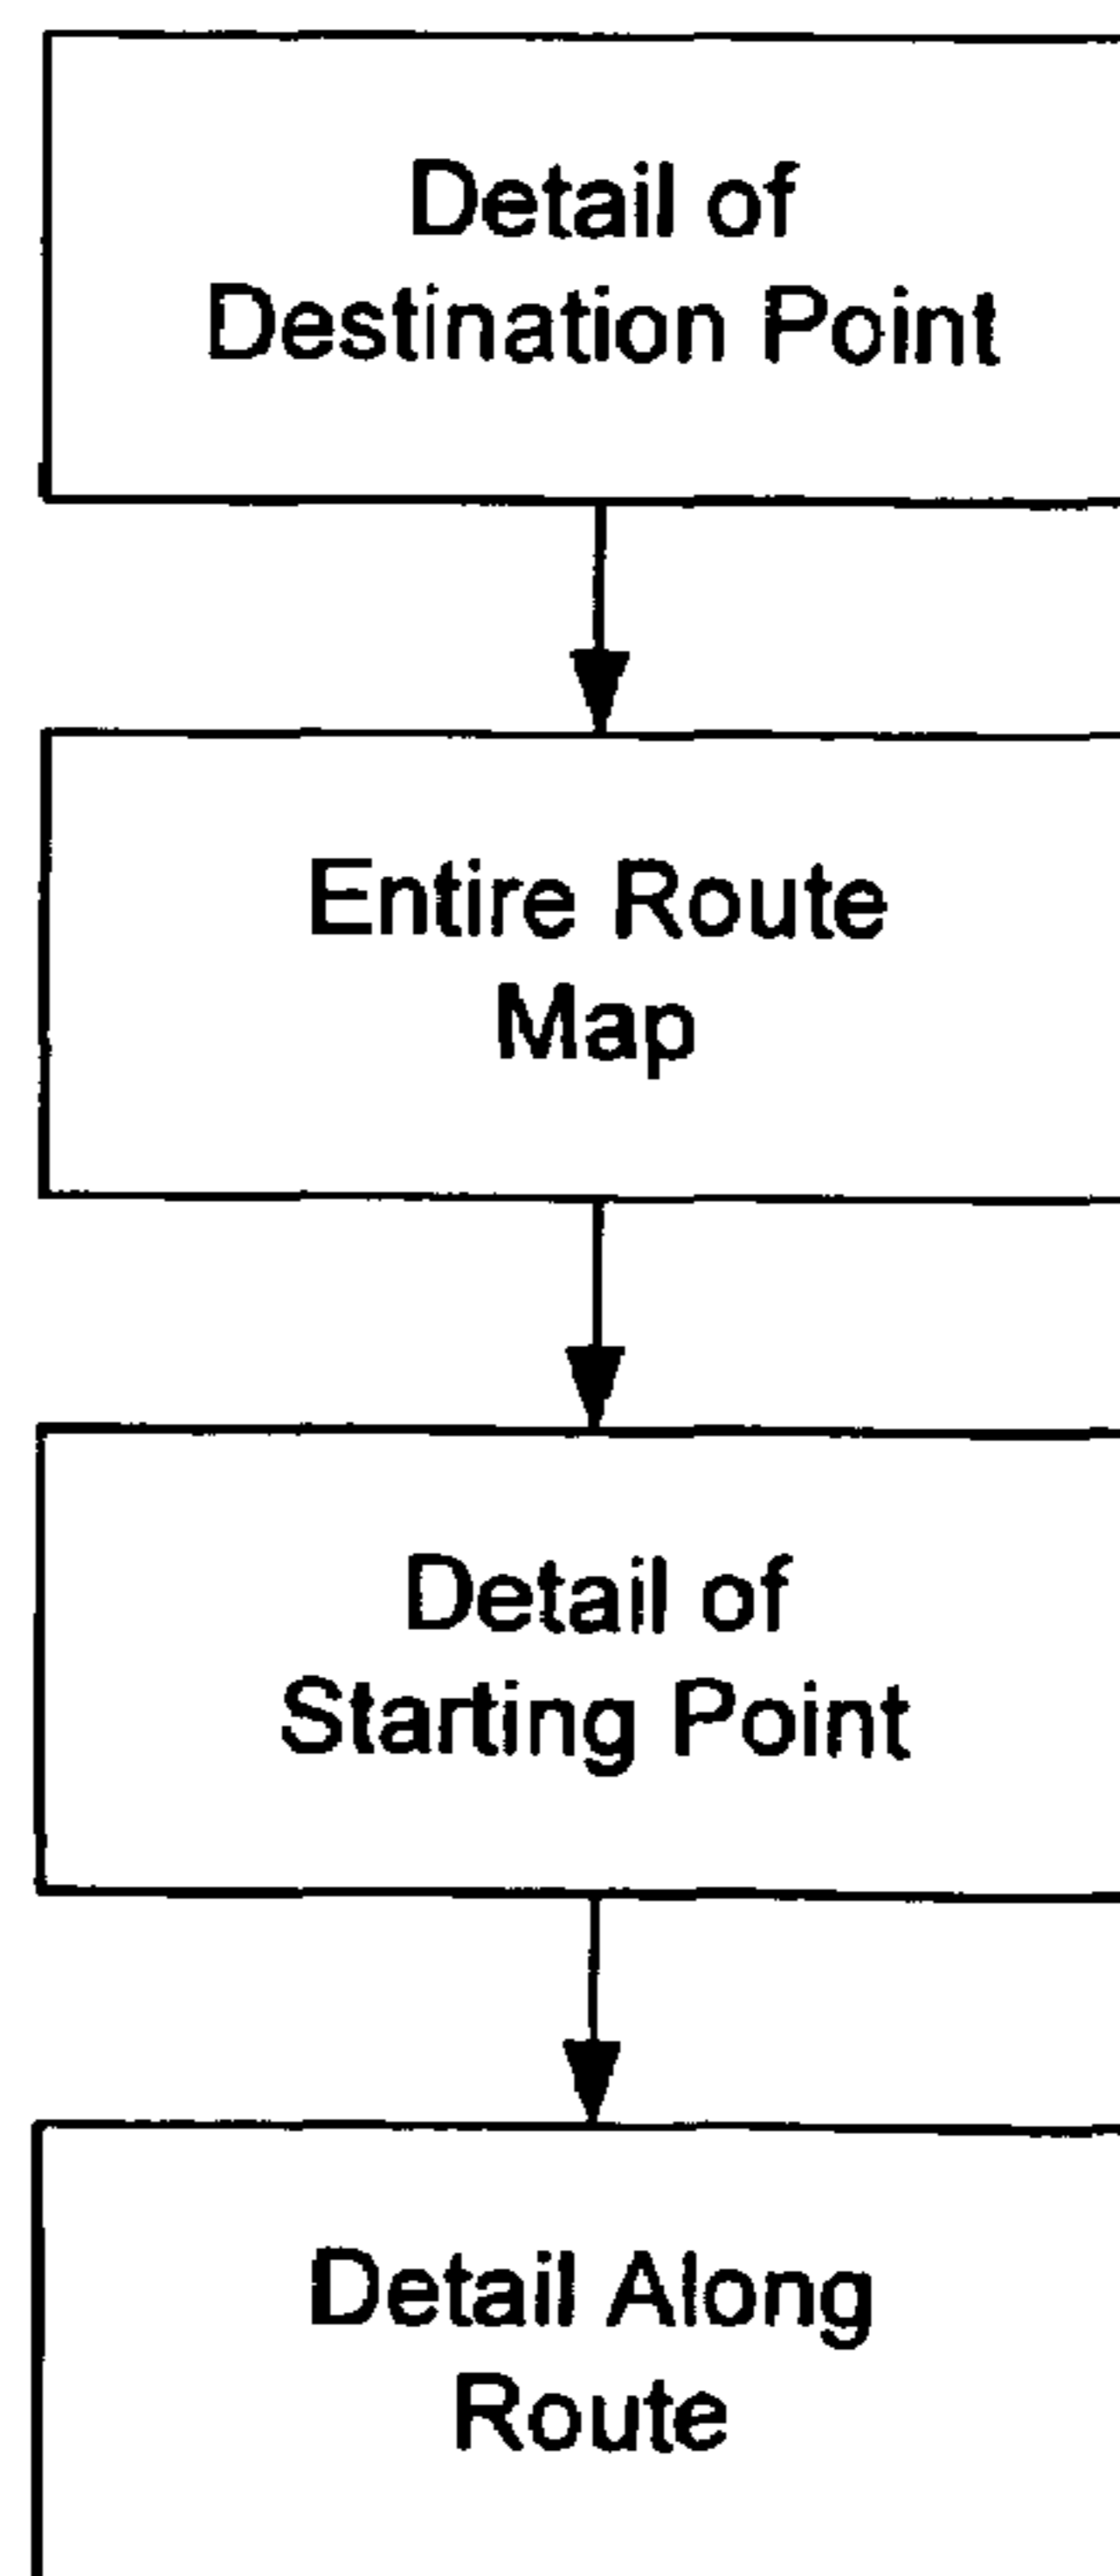 Detail of
Destination Point
Entire Route
Map
Detail of
Starting Point
Detail Along
Route